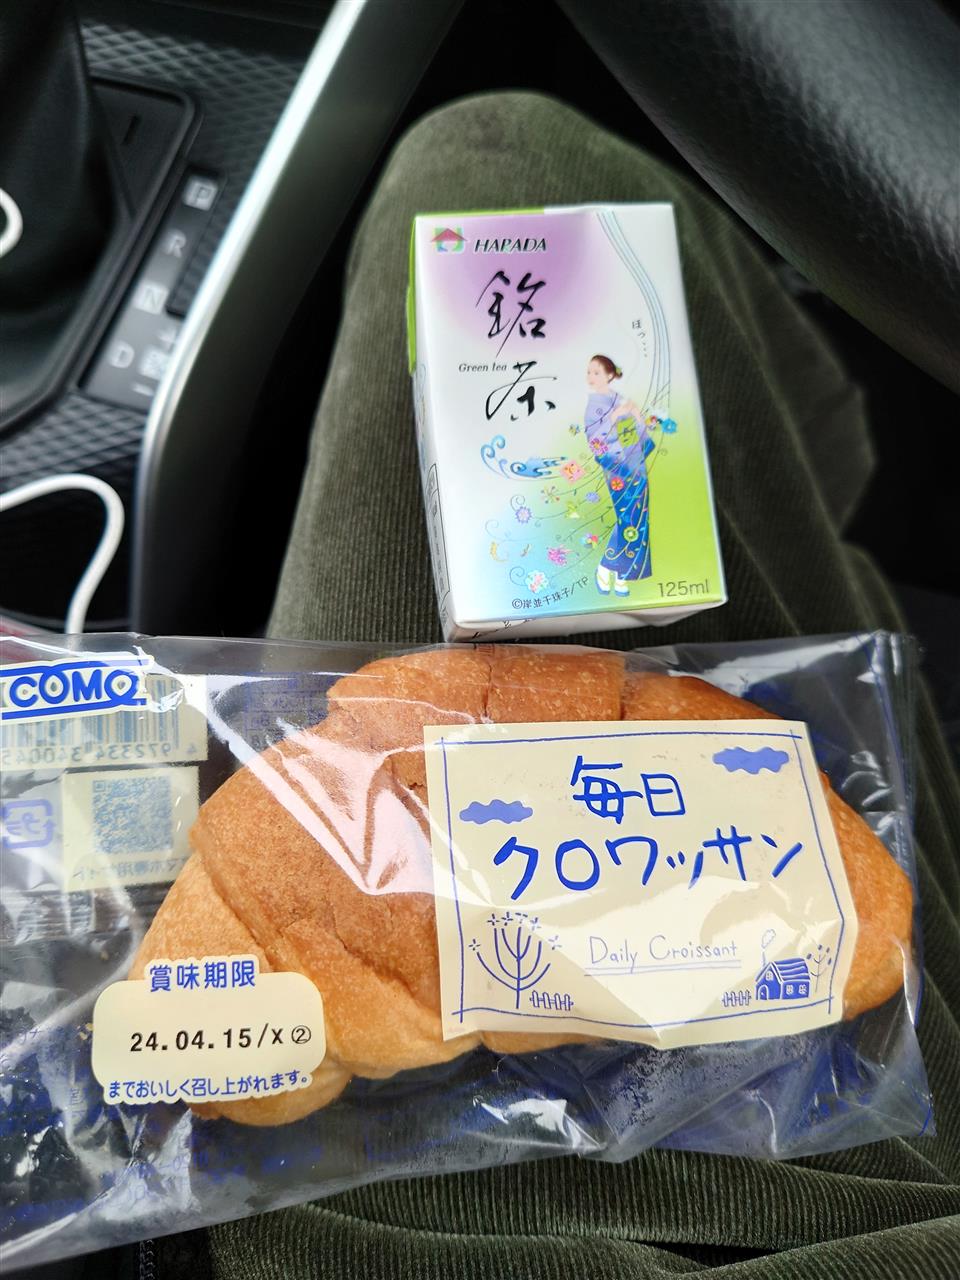 P
R
N
D
HARADA
銘
Green tea
茶
ほっ…
©岸並千珠子/TP
125ml
COMO
毎日
クロワッサン
Daily Croissant
賞味期限
24.04.15/X②
までおいしく召し上がれます。